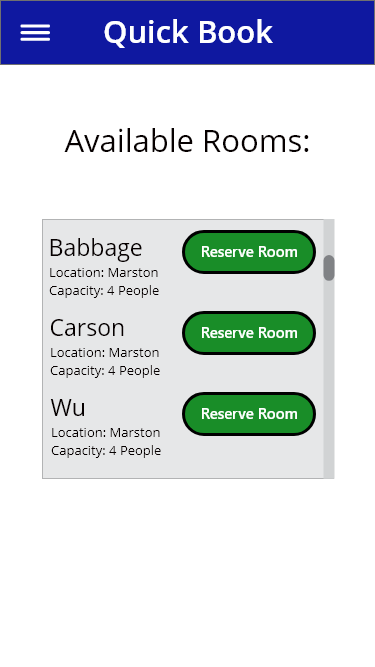 Quick Book
Available Rooms:
Babbage
Location: Marston
Capacity: 4 People
Reserve Room
Carson
Location: Marston
Capacity: 4 People
Reserve Room
Wu
Location: Marston
Capacity: 4 People
Reserve Room